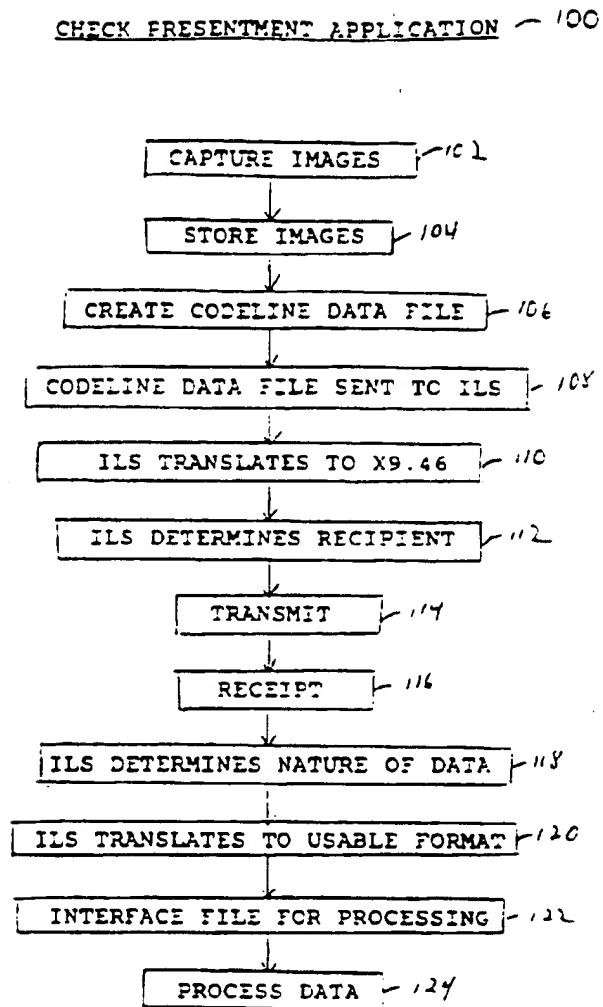 CHECK PRESENTMENT APPLICATION 100
CAPTURE IMAGES 102
STORE IMAGES 104
CREATE CODELINE DATA FILE 106
CODELINE DATA FILE SENT TO ILS 108
ILS TRANSLATES TO X9.46 110
ILS DETERMINES RECIPIENT 112
TRANSMIT 114
RECEIPT 116
ILS DETERMINES NATURE OF DATA 118
ILS TRANSLATES TO USABLE FORMAT 120
INTERFACE FILE FOR PROCESSING 122
PROCESS DATA 124